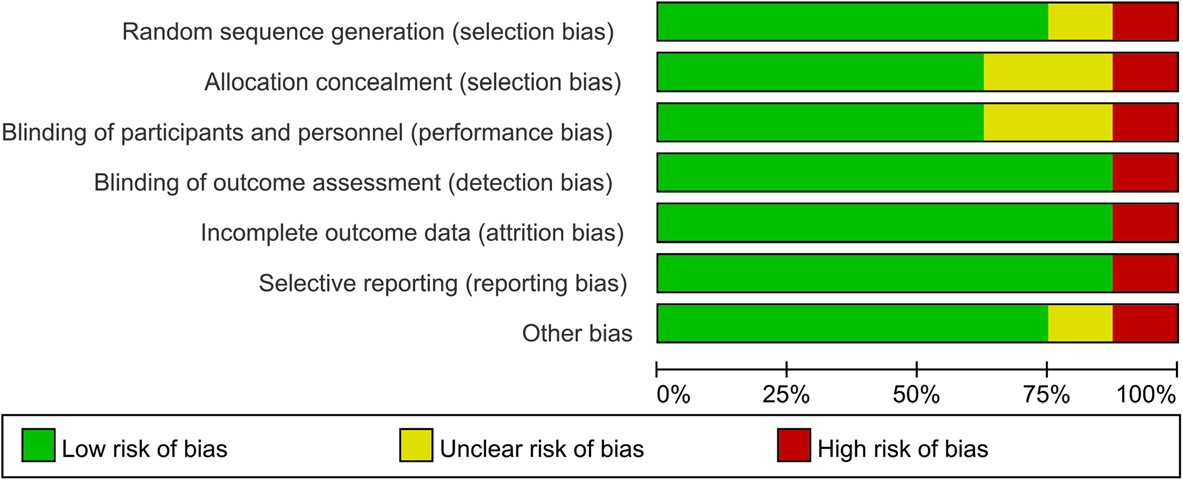 Random sequence generation (selection bias)
Allocation concealment (selection bias)
Blinding of participants and personnel (performance bias)
Blinding of outcome assessment (detection bias)
Incomplete outcome data (attrition bias)
Selective reporting (reporting bias)
Other bias
0% 25% 50% 75% 100%
Low risk of bias Unclear risk of bias High risk of bias